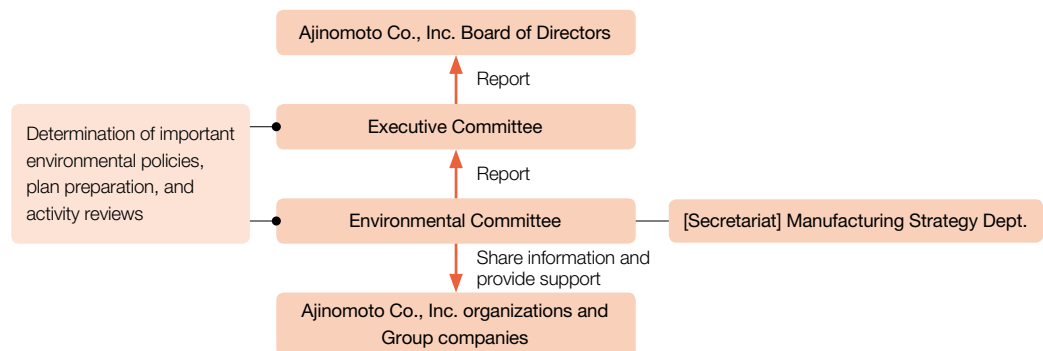 Ajinomoto Co., Inc. Board of Directors
Report
Executive Committee
Determination of important
environmental policies,
plan preparation, and
activity reviews
Report
Environmental Committee
[Secretariat] Manufacturing Strategy Dept.
Share information and
provide support
Ajinomoto Co., Inc. organizations and
Group companies